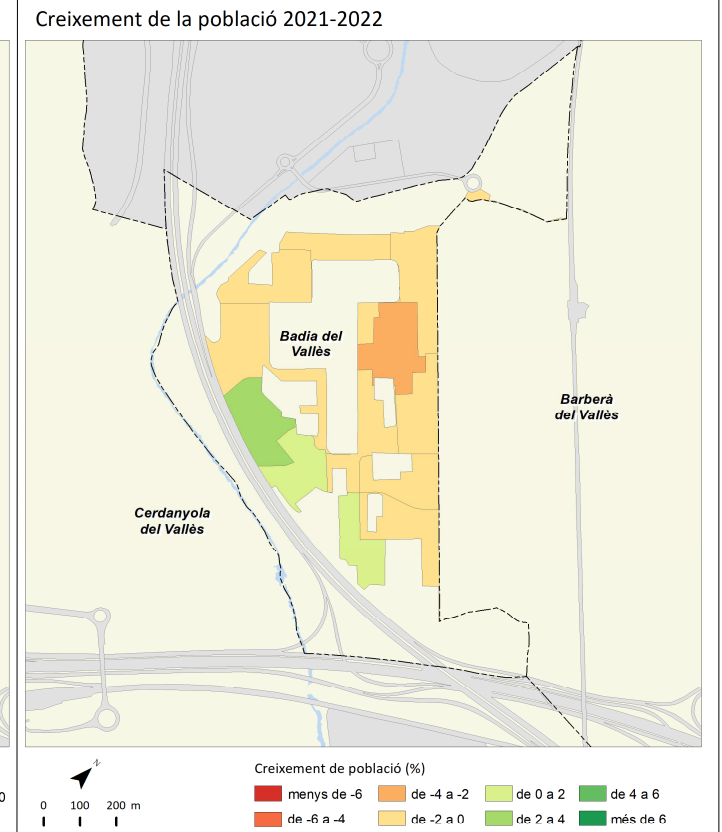 Creixement de la població 2021-2022
Badia del
Vallès
Barberà
del Vallès
Cerdanyola
del Vallès
N
0
0 100 200 m
Creixement de població (%)
menys de -6
de -4 a -2
de 0 a 2
de 4 a 6
de -6 a -4
de -2 a 0
de 2 a 4
més de 6